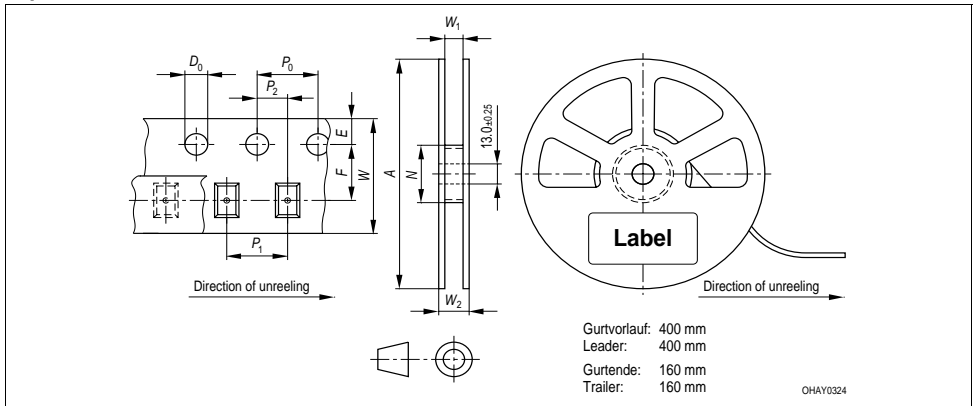 W1
D0
P0
P2
E
F
W
P1
Direction of unreeling
A
N
13.0±0.25
W2
Label
Direction of unreeling
Gurtvorlauf: 400 mm
Leader: 400 mm
Gurtende: 160 mm
Trailer: 160 mm
OHAY0324